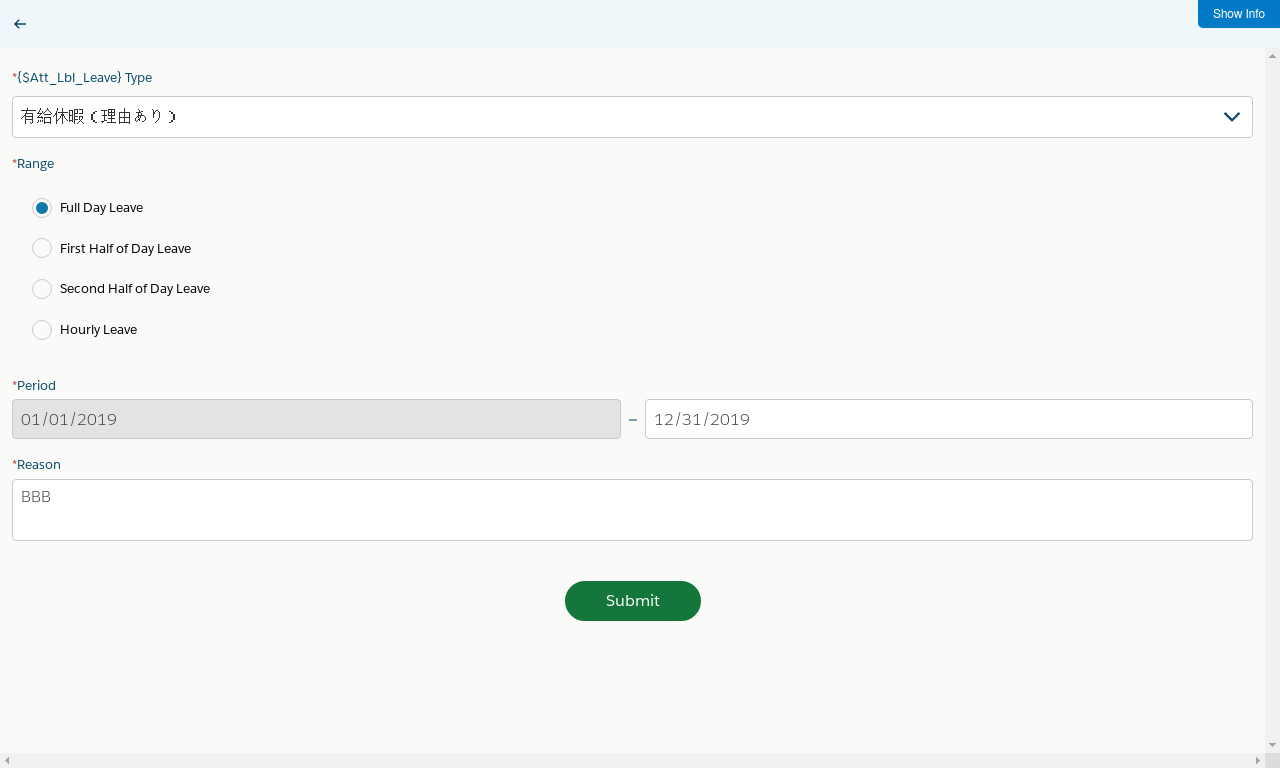 Show Info
*{$Att_Lbl_Leave} Type
有給休暇（理由あり）
*Range
Full Day Leave
First Half of Day Leave
Second Half of Day Leave
Hourly Leave
*Period
01/01/2019 – 12/31/2019
*Reason
BBB
Submit